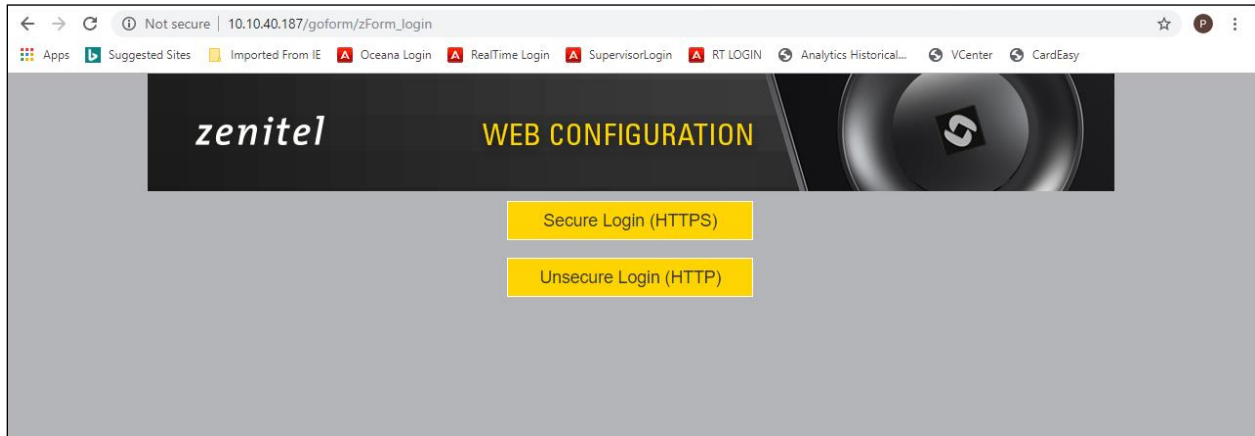 Not secure | 10.10.40.187/goform/zForm_login
P
Apps Suggested Sites Imported From IE Oceana Login RealTime Login SupervisorLogin RT LOGIN Analytics Historical... VCenter CardEasy
zenitel WEB CONFIGURATION
Secure Login (HTTPS)
Unsecure Login (HTTP)